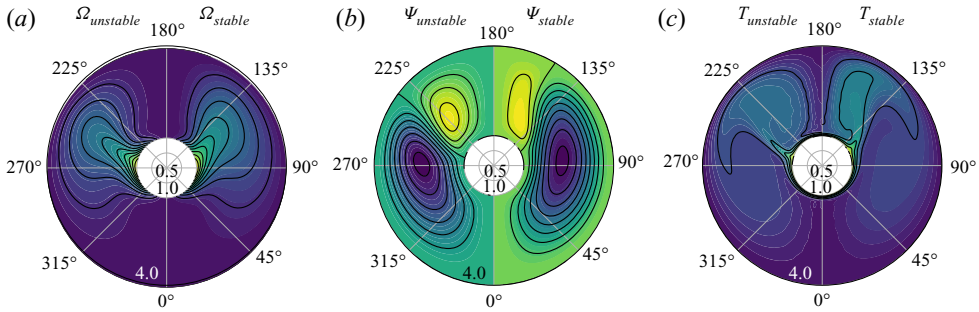 (a) Ω_unstable Ω_stable (b) Ψ_unstable Ψ_stable (c) T_unstable T_stable
180° 180° 180°
225° 135° 225° 135° 225° 135°
270° 0.5 90° 270° 0.5 90° 270° 0.5 90°
1.0 1.0 1.0
315° 45° 315° 45° 315° 45°
4.0 4.0 4.0
0° 0° 0°